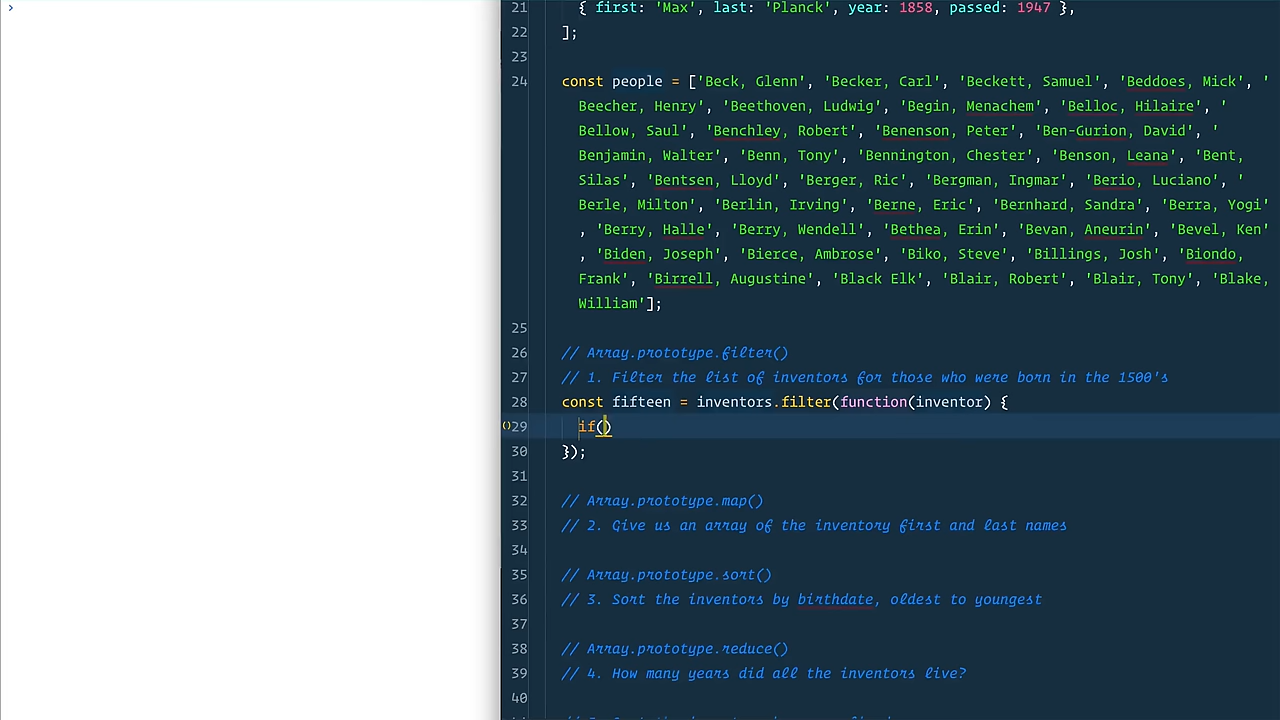 ›
21 { first: 'Max', last: 'Planck', year: 1858, passed: 1947 },
22 ];
23
24 const people = ['Beck, Glenn', 'Becker, Carl', 'Beckett, Samuel', 'Beddoes, Mick', '
Beecher, Henry', 'Beethoven, Ludwig', 'Begin, Menachem', 'Belloc, Hilaire', '
Bellow, Saul', 'Benchley, Robert', 'Benenson, Peter', 'Ben-Gurion, David', '
Benjamin, Walter', 'Benn, Tony', 'Bennington, Chester', 'Benson, Leana', 'Bent,
Silas', 'Bentsen, Lloyd', 'Berger, Ric', 'Bergman, Ingmar', 'Berio, Luciano', '
Berle, Milton', 'Berlin, Irving', 'Berne, Eric', 'Bernhard, Sandra', 'Berra, Yogi'
, 'Berry, Halle', 'Berry, Wendell', 'Bethea, Erin', 'Bevan, Aneurin', 'Bevel, Ken'
, 'Biden, Joseph', 'Bierce, Ambrose', 'Biko, Steve', 'Billings, Josh', 'Biondo,
Frank', 'Birrell, Augustine', 'Black Elk', 'Blair, Robert', 'Blair, Tony', 'Blake,
William'];
25
26 // Array.prototype.filter()
27 // 1. Filter the list of inventors for those who were born in the 1500's
28 const fifteen = inventors.filter(function(inventor) {
()29 if()
30 });
31
32 // Array.prototype.map()
33 // 2. Give us an array of the inventory first and last names
34
35 // Array.prototype.sort()
36 // 3. Sort the inventors by birthdate, oldest to youngest
37
38 // Array.prototype.reduce()
39 // 4. How many years did all the inventors live?
40